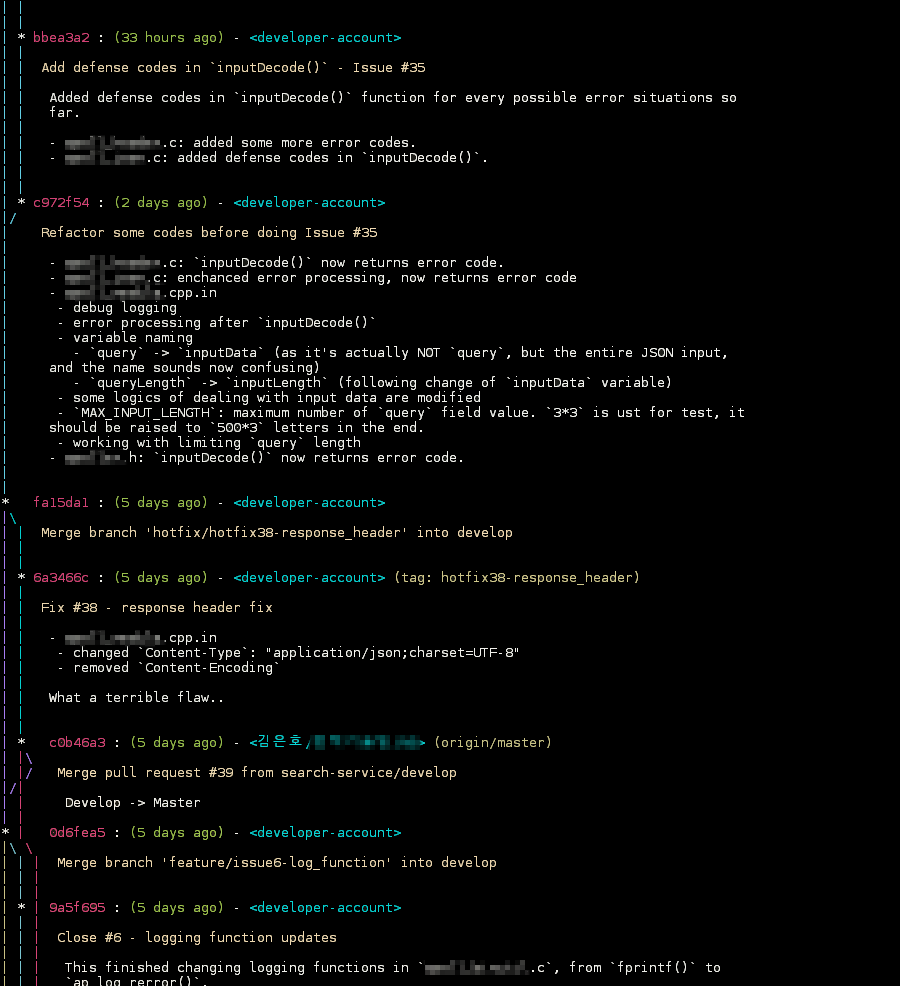 * bbea3a2 : (33 hours ago) - <developer-account>
Add defense codes in `inputDecode()` - Issue #35
Added defense codes in `inputDecode()` function for every possible error situations so
far.
- .c: added some more error codes.
- .c: added defense codes in `inputDecode()`.
* c972f54 : (2 days ago) - <developer-account>
Refactor some codes before doing Issue #35
- .c: `inputDecode()` now returns error code.
- .c: enchanced error processing, now returns error code
- .cpp.in
- debug logging
- error processing after `inputDecode()`
- variable naming
- `query` -> `inputData` (as it's actually NOT `query`, but the entire JSON input,
and the name sounds now confusing)
- `queryLength` -> `inputLength` (following change of `inputData` variable)
- some logics of dealing with input data are modified
- `MAX_INPUT_LENGTH`: maximum number of `query` field value. `3*3` is ust for test, it
should be raised to `500*3` letters in the end.
- working with limiting `query` length
- .h: `inputDecode()` now returns error code.
* fa15da1 : (5 days ago) - <developer-account>
Merge branch 'hotfix/hotfix38-response_header' into develop
* 6a3466c : (5 days ago) - <developer-account> (tag: hotfix38-response_header)
Fix #38 - response header fix
- .cpp.in
- changed `Content-Type`: "application/json;charset=UTF-8"
- removed `Content-Encoding`
What a terrible flaw..
* c0b46a3 : (5 days ago) - <김은호/> (origin/master)
Merge pull request #39 from search-service/develop
Develop -> Master
* 0d6fea5 : (5 days ago) - <developer-account>
Merge branch 'feature/issue6-log_function' into develop
* 9a5f695 : (5 days ago) - <developer-account>
Close #6 - logging function updates
This finished changing logging functions in `.c`, from `fprintf()` to
`ap_log_rerror()`.